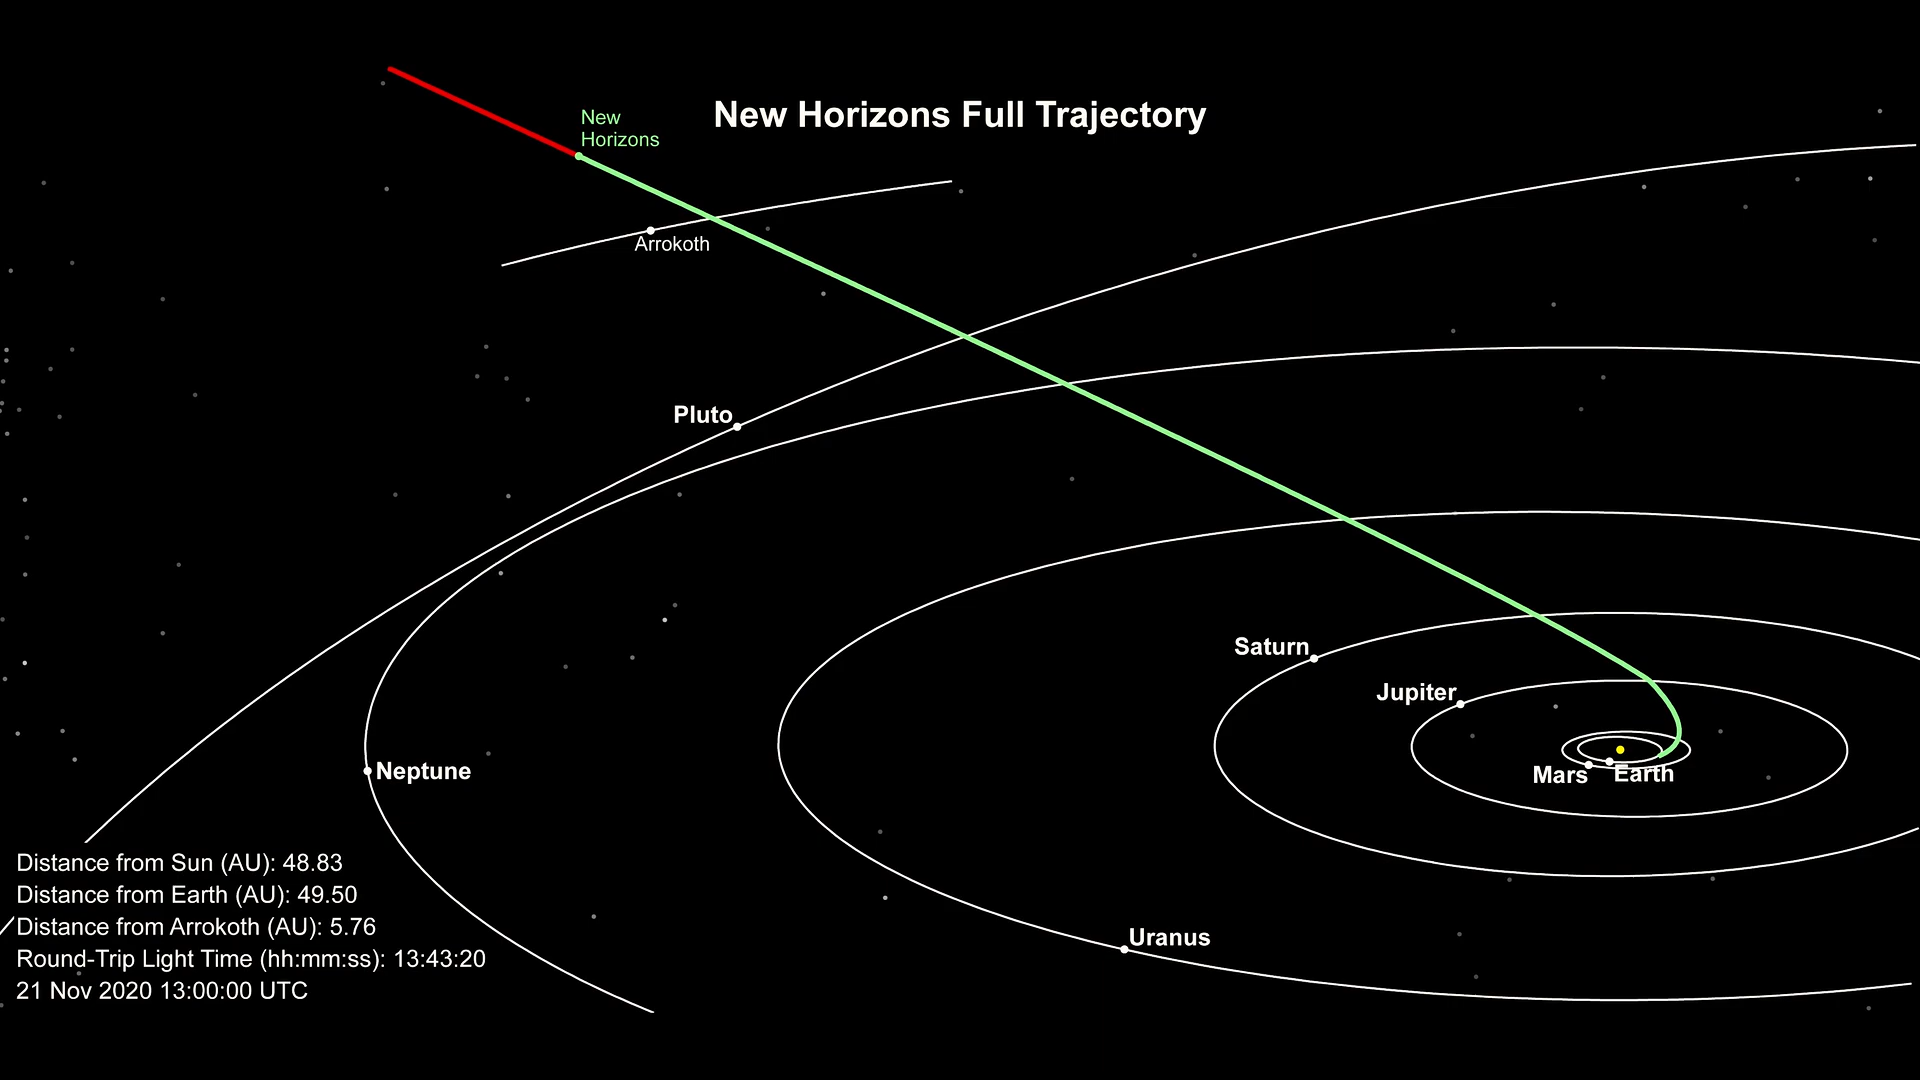 New Horizons Full Trajectory
New
Horizons
Arrokoth
Pluto
Saturn
Jupiter
Mars
Earth
Neptune
Uranus
Distance from Sun (AU): 48.83
Distance from Earth (AU): 49.50
Distance from Arrokoth (AU): 5.76
Round-Trip Light Time (hh:mm:ss): 13:43:20
21 Nov 2020 13:00:00 UTC